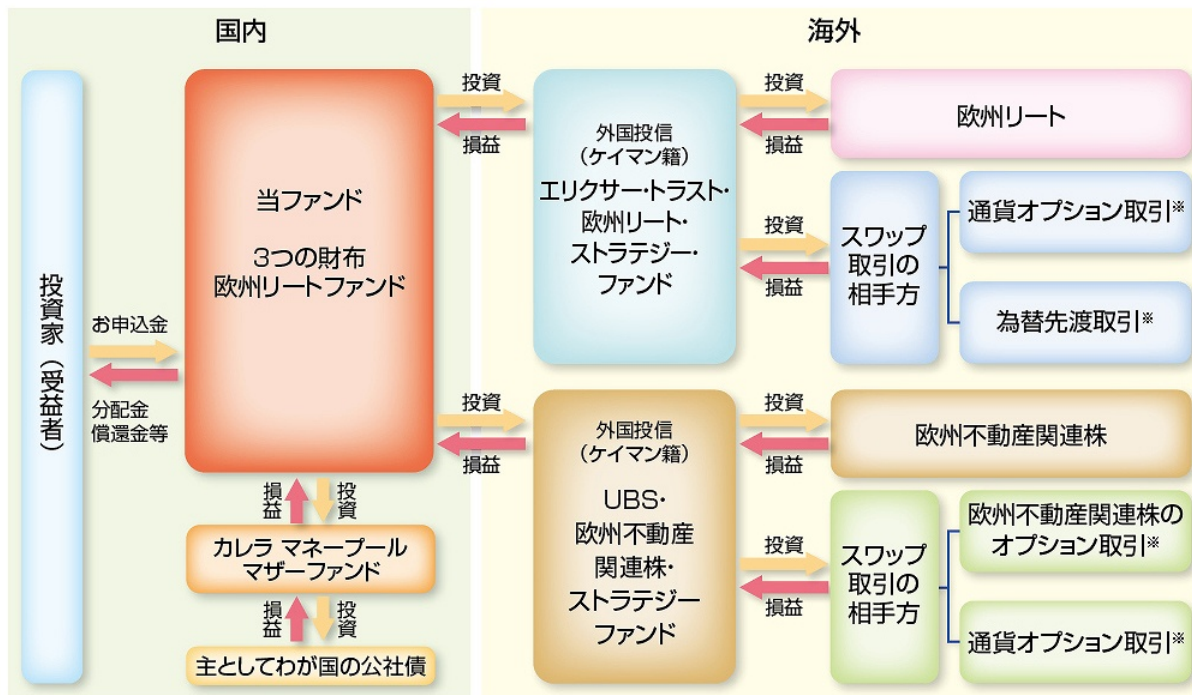 国内
海外
投資家（受益者）
お申込金
分配金
償還金等
当ファンド
3つの財布
欧州リートファンド
損益
投資
カレラ マネープール
マザーファンド
損益
投資
主としてわが国の公社債
投資
損益
外国投信
（ケイマン籍）
エリクサー・トラスト・
欧州リート・
ストラテジー・
ファンド
投資
損益
欧州リート
投資
損益
スワップ
取引の
相手方
通貨オプション取引※
為替先渡取引※
投資
損益
外国投信
（ケイマン籍）
UBS・
欧州不動産
関連株・
ストラテジー
ファンド
投資
損益
欧州不動産関連株
投資
損益
スワップ
取引の
相手方
欧州不動産関連株の
オプション取引※
通貨オプション取引※